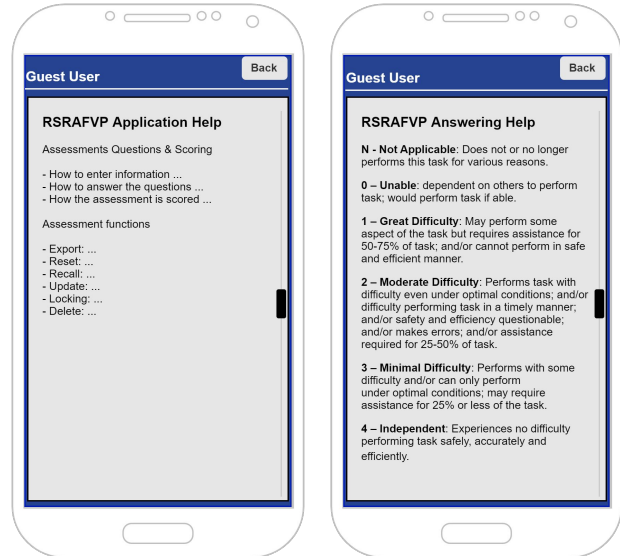 Guest User
Back
RSRAFVP Application Help
Assessments Questions & Scoring
- How to enter information ...
- How to answer the questions ...
- How the assessment is scored ...
Assessment functions
- Export: ...
- Reset: ...
- Recall: ...
- Update: ...
- Locking: ...
- Delete: ...
Guest User
Back
RSRAFVP Answering Help
N - Not Applicable: Does not or no longer
performs this task for various reasons.
0 – Unable: dependent on others to perform
task; would perform task if able.
1 – Great Difficulty: May perform some
aspect of the task but requires assistance for
50-75% of task; and/or cannot perform in safe
and efficient manner.
2 – Moderate Difficulty: Performs task with
difficulty even under optimal conditions; and/or
difficulty performing task in a timely manner;
and/or safety and efficiency questionable;
and/or makes errors; and/or assistance
required for 25-50% of task.
3 – Minimal Difficulty: Performs with some
difficulty and/or can only perform
under optimal conditions; may require
assistance for 25% or less of the task.
4 – Independent: Experiences no difficulty
performing task safely, accurately and
efficiently.